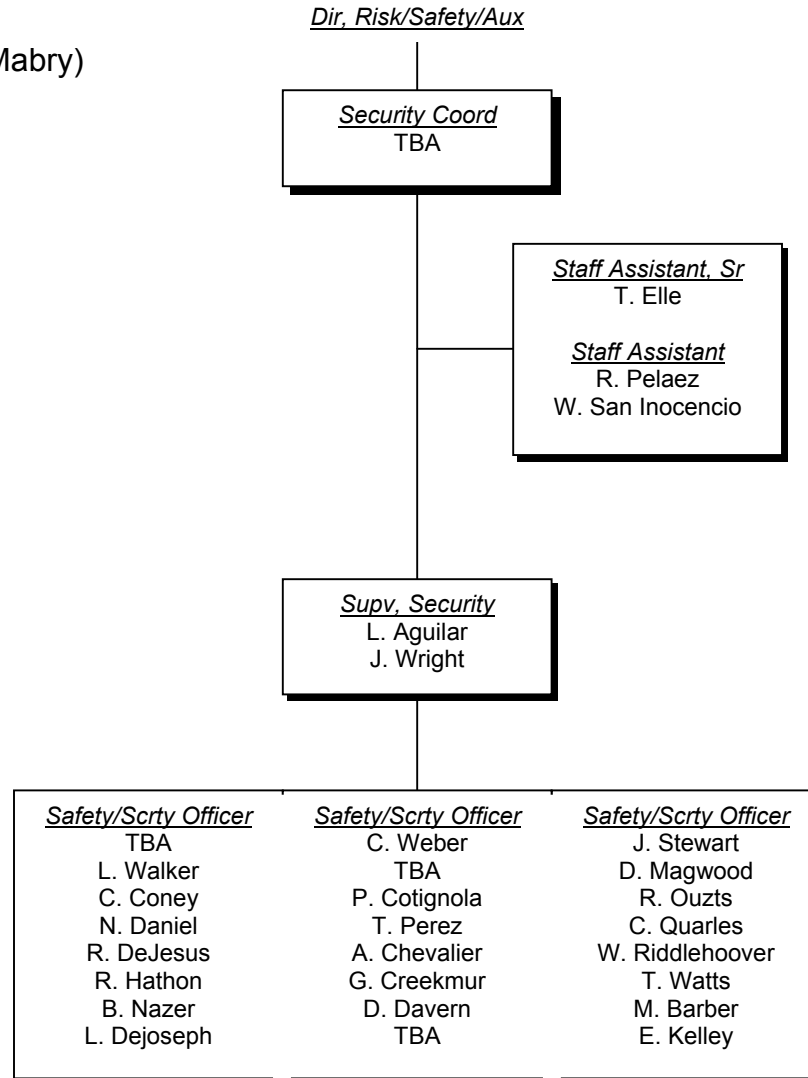 Dir, Risk/Safety/Aux
Mabry)
Security Coord
TBA
Staff Assistant, Sr
T. Elle
Staff Assistant
R. Pelaez
W. San Inocencio
Supv, Security
L. Aguilar
J. Wright
Safety/Scrty Officer
TBA
L. Walker
C. Coney
N. Daniel
R. DeJesus
R. Hathon
B. Nazer
L. Dejoseph
Safety/Scrty Officer
C. Weber
TBA
P. Cotignola
T. Perez
A. Chevalier
G. Creekmur
D. Davern
TBA
Safety/Scrty Officer
J. Stewart
D. Magwood
R. Ouzts
C. Quarles
W. Riddlehoover
T. Watts
M. Barber
E. Kelley